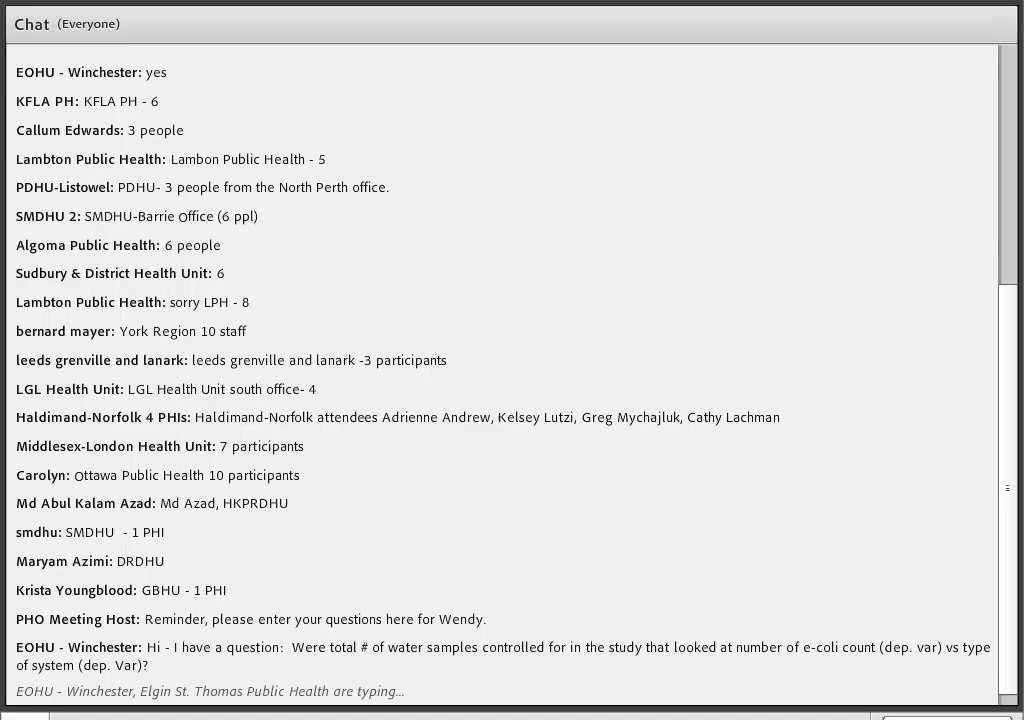 Chat (Everyone)
EOHU - Winchester: yes
KFLA PH: KFLA PH - 6
Callum Edwards: 3 people
Lambton Public Health: Lambon Public Health - 5
PDHU-Listowel: PDHU- 3 people from the North Perth office.
SMDHU 2: SMDHU-Barrie Office (6 ppl)
Algoma Public Health: 6 people
Sudbury & District Health Unit: 6
Lambton Public Health: sorry LPH - 8
bernard mayer: York Region 10 staff
leeds grenville and lanark: leeds grenville and lanark -3 participants
LGL Health Unit: LGL Health Unit south office- 4
Haldimand-Norfolk 4 PHIs: Haldimand-Norfolk attendees Adrienne Andrew, Kelsey Lutzi, Greg Mychajluk, Cathy Lachman
Middlesex-London Health Unit: 7 participants
Carolyn: Ottawa Public Health 10 participants
Md Abul Kalam Azad: Md Azad, HKPRDHU
smdhu: SMDHU  - 1 PHI
Maryam Azimi: DRDHU
Krista Youngblood: GBHU - 1 PHI
PHO Meeting Host: Reminder, please enter your questions here for Wendy.
EOHU - Winchester: Hi - I have a question:  Were total # of water samples controlled for in the study that looked at number of e-coli count (dep. var) vs type
of system (dep. Var)?
EOHU - Winchester, Elgin St. Thomas Public Health are typing...